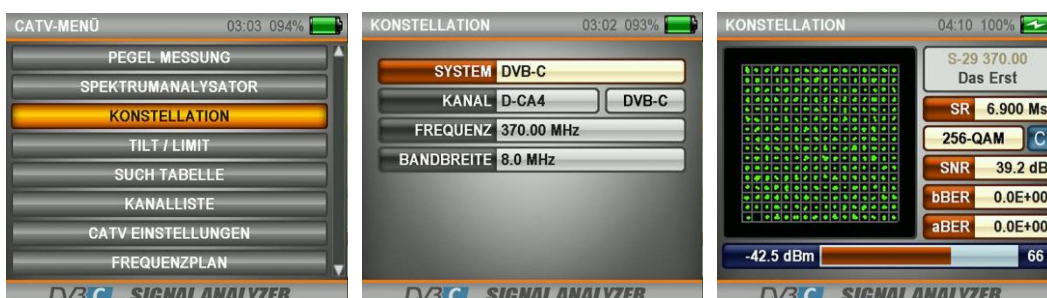 CATV-MENÜ 03:03 094%
PEGEL MESSUNG
SPEKTRUMANALYSATOR
KONSTELLATION
TILT / LIMIT
SUCH TABELLE
KANALLISTE
CATV EINSTELLUNGEN
FREQUENZPLAN
DVB C SIGNAL ANALYZER
KONSTELLATION 03:02 093%
SYSTEM DVB-C
KANAL D-CA4 DVB-C
FREQUENZ 370.00 MHz
BANDBREITE 8.0 MHz
DVB C SIGNAL ANALYZER
KONSTELLATION 04:10 100%
S-29 370.00
Das Erst
SR 6.900 Ms
256-QAM C
SNR 39.2 dB
bBER 0.0E+00
aBER 0.0E+00
-42.5 dBm 66
DVB C SIGNAL ANALYZER